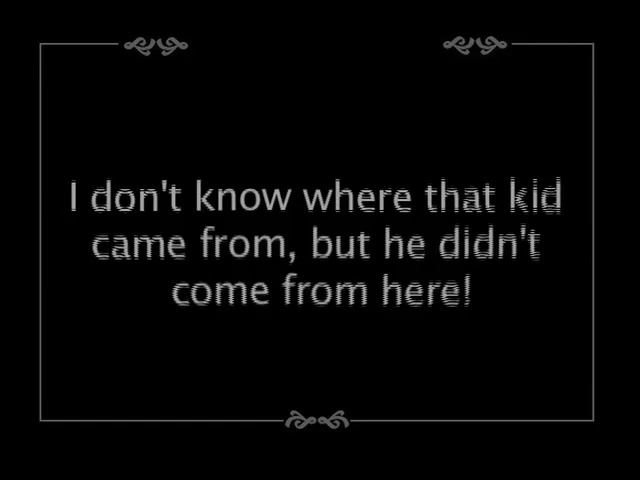 I don't know where that kid
came from, but he didn't
come from here!